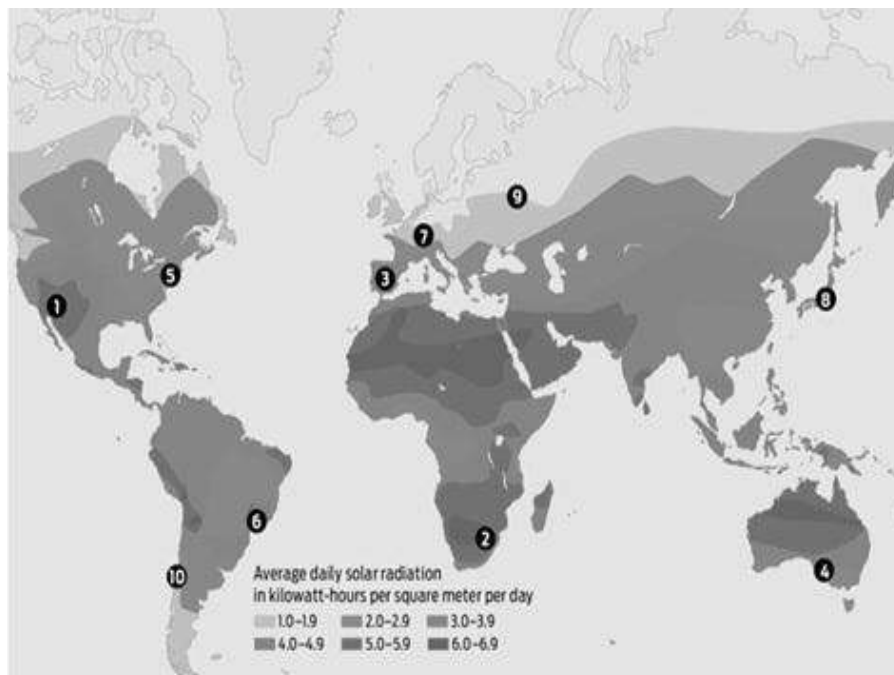 9
7
5
3
1
8
6
2
10
4
Average daily solar radiation
in kilowatt-hours per square meter per day
1.0–1.9 2.0–2.9 3.0–3.9
4.0–4.9 5.0–5.9 6.0–6.9